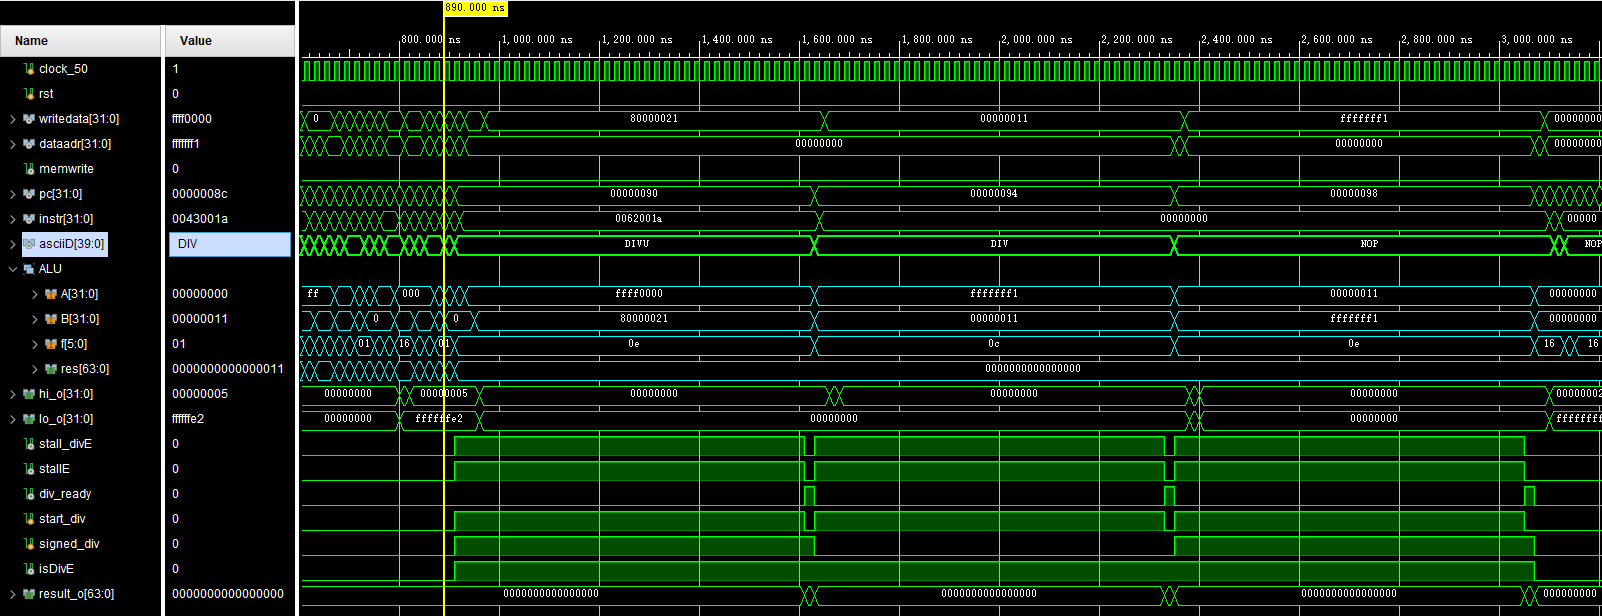 890.000 ns
Name Value
800.000 ns 1,000.000 ns 1,200.000 ns 1,400.000 ns 1,600.000 ns 1,800.000 ns 2,000.000 ns 2,200.000 ns 2,400.000 ns 2,600.000 ns 2,800.000 ns 3,000.000 ns
clock_50 1
rst 0
writedata[31:0] ffff0000 0 80000021 00000011 fffffff1 00000000
dataadr[31:0] fffffff1 00000000 00000000 00000000
memwrite 0
pc[31:0] 0000008c 00000090 00000094 00000098
instr[31:0] 0043001a 0062001a 00000000 00000
asciiD[39:0] DIV DIVU DIV NOP NOP
ALU
A[31:0] 00000000 ff 000 ffff0000 fffffff1 00000011 00000000
B[31:0] 00000011 0 0 80000021 00000011 fffffff1 00000000
f[5:0] 01 01 16 01 0e 0c 0e 16 16
res[63:0] 0000000000000011 0000000000000000
hi_o[31:0] 00000005 00000000 00000005 00000000 00000000 00000000 00000002
lo_o[31:0] ffffffe2 00000000 ffffffe2 00000000 00000000 ffffffff
stall_divE 0
stallE 0
div_ready 0
start_div 0
signed_div 0
isDivE 0
result_o[63:0] 0000000000000000 0000000000000000 0000000000000000 0000000000000000 000000000